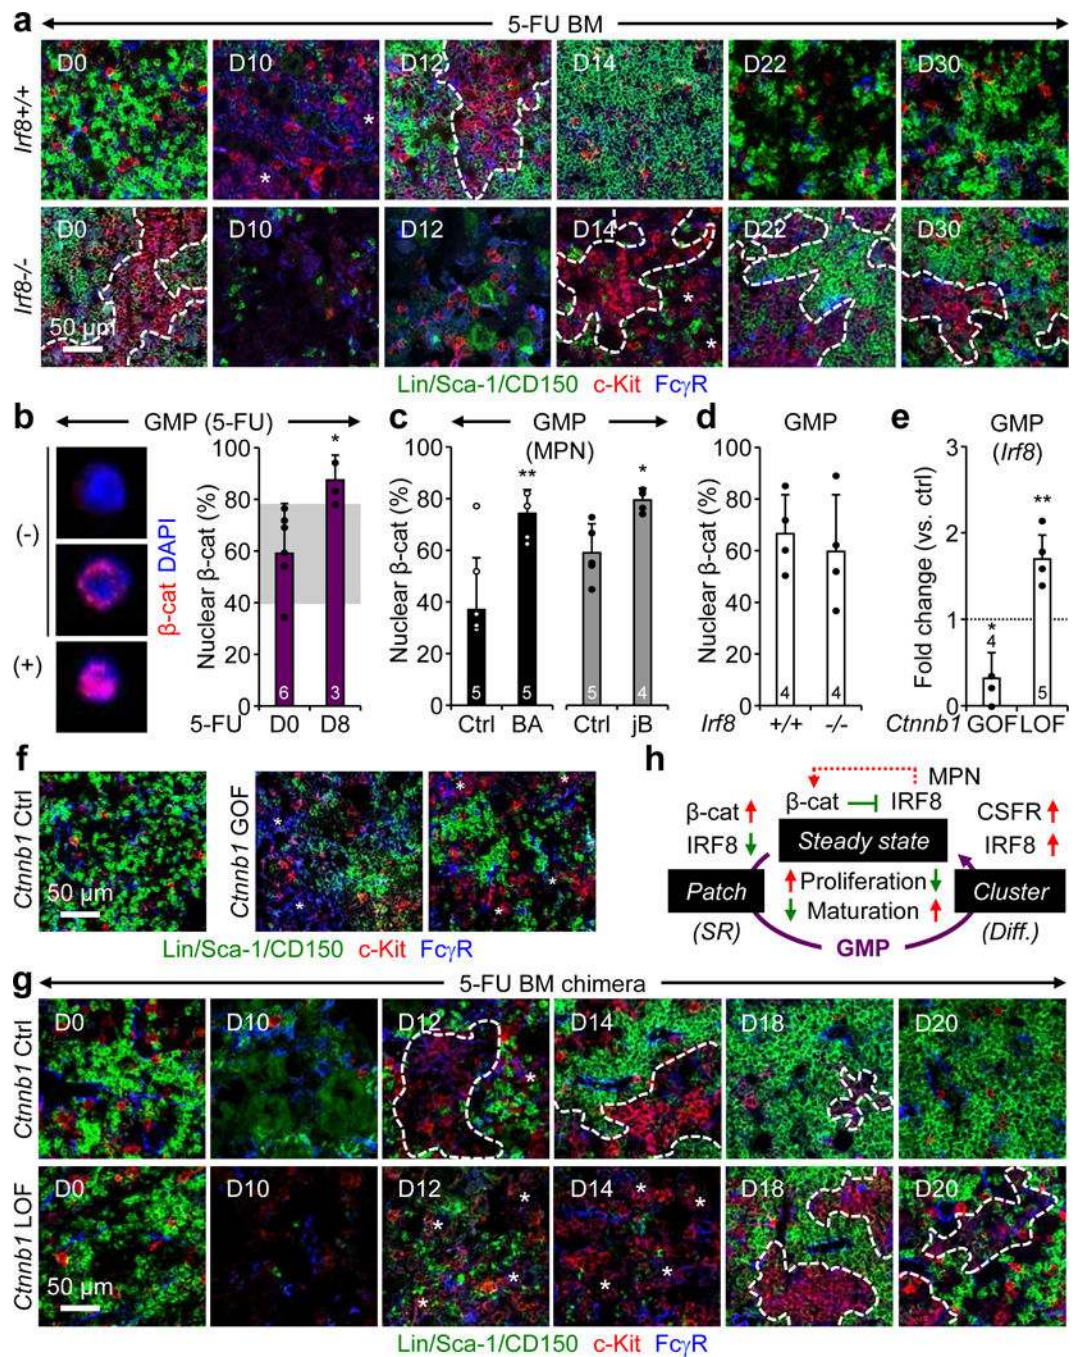 a
5-FU BM
Irf8+/+
D0 D10 D12 D14 D22 D30
* *
Irf8-/-
D0 D10 D12 D14 D22 D30
* *
50 μm
Lin/Sca-1/CD150 c-Kit FcγR
b
GMP (5-FU)
(-)
(+)
β-cat DAPI
Nuclear β-cat (%)
100
80
60
40
20
0
*
6 3
5-FU D0 D8
c
GMP
(MPN)
Nuclear β-cat (%)
100
80
60
40
20
0
** *
5 5 5 4
Ctrl BA Ctrl jB
d
GMP
Nuclear β-cat (%)
100
80
60
40
20
0
4 4
Irf8 +/+ -/-
e
GMP
(Irf8)
Fold change (vs. ctrl)
3
2
1
0
* **
4 5
Ctnnb1 GOF LOF
f
Ctnnb1 Ctrl
50 μm
Ctnnb1 GOF
* * * * * * *
Lin/Sca-1/CD150 c-Kit FcγR
h
MPN
β-cat IRF8
β-cat
IRF8
Steady state
CSFR
IRF8
Patch
Proliferation
Maturation
Cluster
(SR)
GMP
(Diff.)
g
5-FU BM chimera
Ctnnb1 Ctrl
D0 D10 D12 D14 D18 D20
* *
Ctnnb1 LOF
D0 D10 D12 D14 D18 D20
* * * * * * * *
50 μm
Lin/Sca-1/CD150 c-Kit FcγR